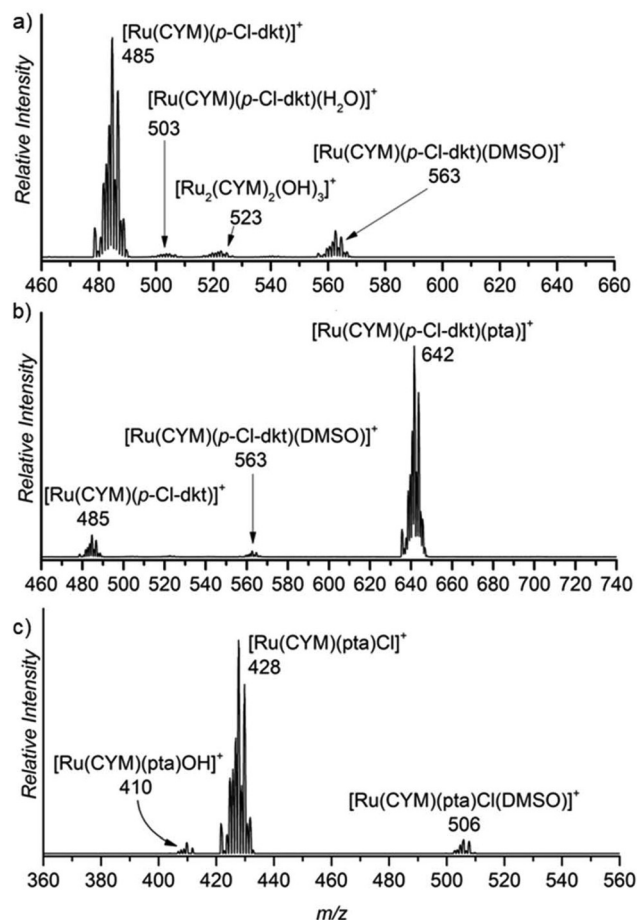 a)
[Ru(CYM)(p-Cl-dkt)]⁺
485
[Ru(CYM)(p-Cl-dkt)(H₂O)]⁺
503
[Ru₂(CYM)₂(OH)₃]⁺
523
[Ru(CYM)(p-Cl-dkt)(DMSO)]⁺
563
Relative Intensity
460 480 500 520 540 560 580 600 620 640 660
b)
[Ru(CYM)(p-Cl-dkt)(pta)]⁺
642
[Ru(CYM)(p-Cl-dkt)(DMSO)]⁺
563
[Ru(CYM)(p-Cl-dkt)]⁺
485
Relative Intensity
460 480 500 520 540 560 580 600 620 640 660 680 700 720 740
c)
[Ru(CYM)(pta)Cl]⁺
428
[Ru(CYM)(pta)OH]⁺
410
[Ru(CYM)(pta)Cl(DMSO)]⁺
506
Relative Intensity
360 380 400 420 440 460 480 500 520 540 560
m/z